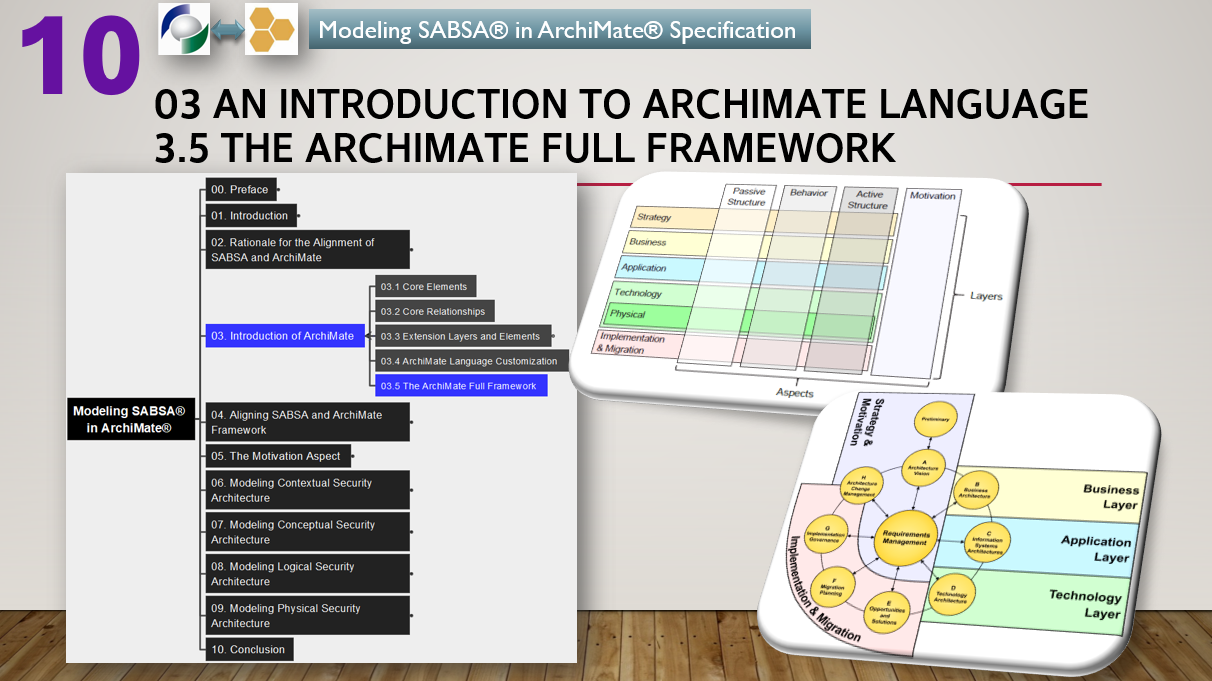 10
Modeling SABSA® in ArchiMate® Specification
03 AN INTRODUCTION TO ARCHIMATE LANGUAGE
3.5 THE ARCHIMATE FULL FRAMEWORK
Modeling SABSA®
in ArchiMate®
00. Preface
01. Introduction
02. Rationale for the Alignment of
SABSA and ArchiMate
03. Introduction of ArchiMate
03.1 Core Elements
03.2 Core Relationships
03.3 Extension Layers and Elements
03.4 ArchiMate Language Customization
03.5 The ArchiMate Full Framework
04. Aligning SABSA and ArchiMate
Framework
05. The Motivation Aspect
06. Modeling Contextual Security
Architecture
07. Modeling Conceptual Security
Architecture
08. Modeling Logical Security
Architecture
09. Modeling Physical Security
Architecture
10. Conclusion
Passive
Structure
Behavior
Active
Structure
Motivation
Strategy
Business
Application
Technology
Physical
Implementation
& Migration
Layers
Aspects
Strategy &
Motivation
Preliminary
A
Architecture
Vision
H
Architecture
Change
Management
B
Business
Architecture
G
Implementation
Governance
Requirements
Management
C
Information
Systems
Architectures
F
Migration
Planning
E
Opportunities
and
Solutions
D
Technology
Architecture
Implementation & Migration
Business
Layer
Application
Layer
Technology
Layer